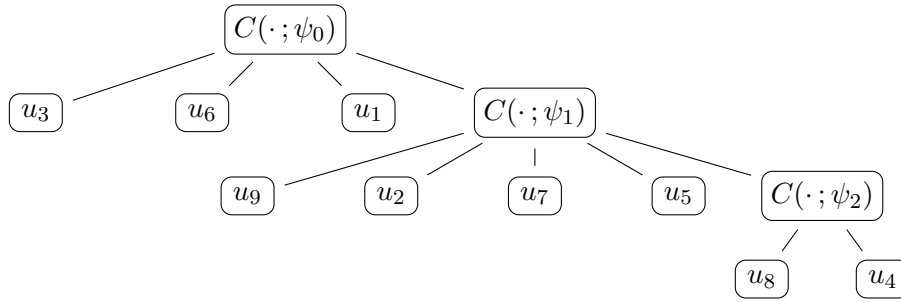 C(· ; ψ₀)
u₃ u₆ u₁ C(· ; ψ₁)
u₉ u₂ u₇ u₅ C(· ; ψ₂)
u₈ u₄